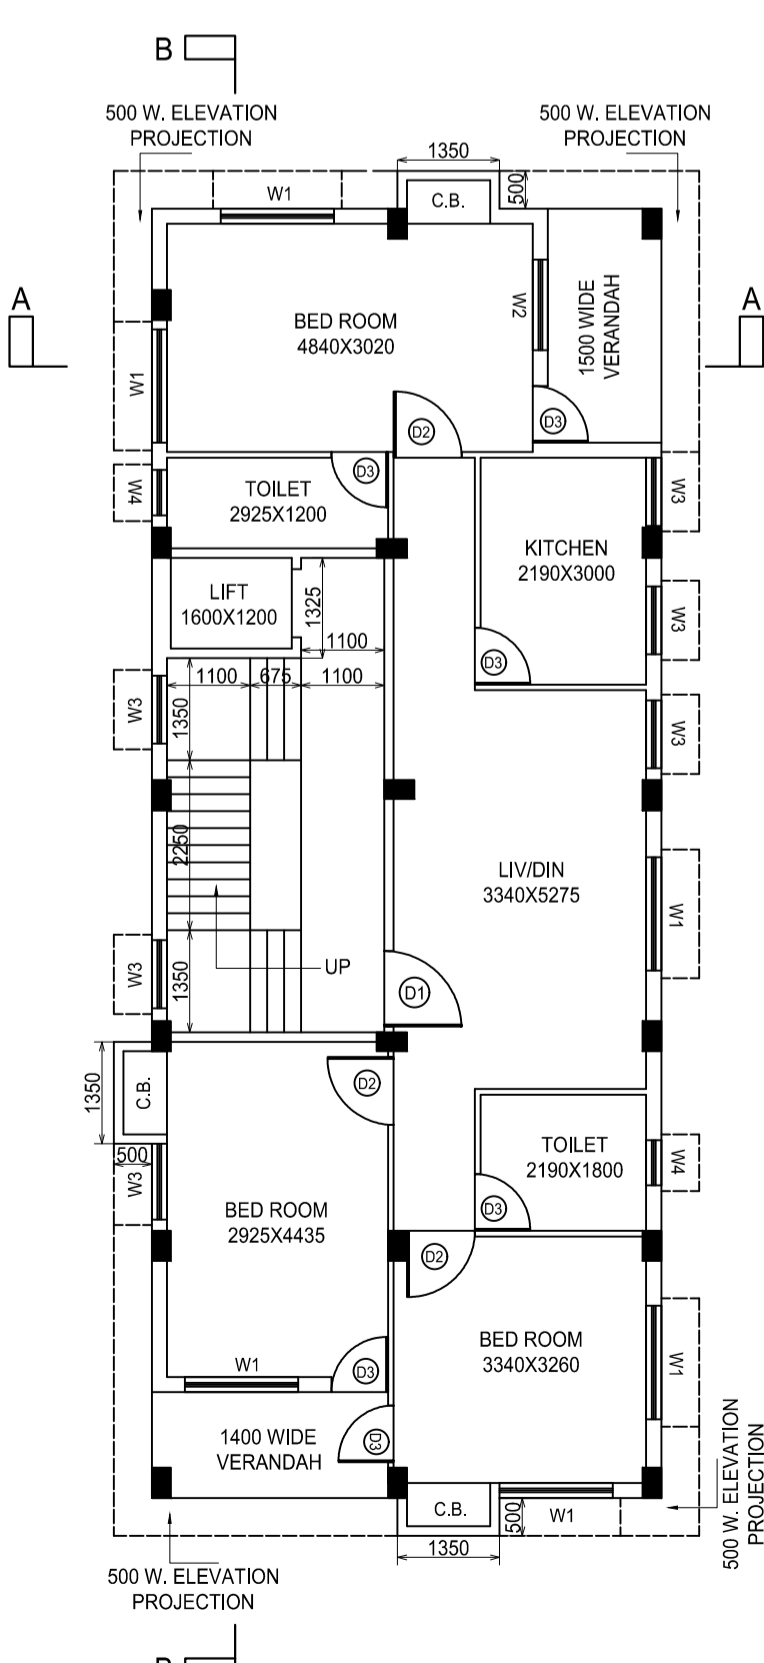 B
500 W. ELEVATION
PROJECTION
500 W. ELEVATION
PROJECTION
1350
500
W1
C.B.
A
A
BED ROOM
4840X3020
W2
1500 WIDE
VERANDAH
W1
D2
D3
W4
TOILET
2925X1200
D3
W3
KITCHEN
2190X3000
LIFT
1600X1200
1325
W3
1100
D3
1100
675
1100
W3
1350
W3
2250
LIV/DIN
3340X5275
W1
W3
1350
UP
D1
1350
C.B.
D2
500
W3
TOILET
2190X1800
W4
D3
BED ROOM
2925X4435
D2
BED ROOM
3340X3260
W1
W1
D3
1400 WIDE
VERANDAH
D3
C.B.
500
W1
500 W. ELEVATION
PROJECTION
1350
500 W. ELEVATION
PROJECTION